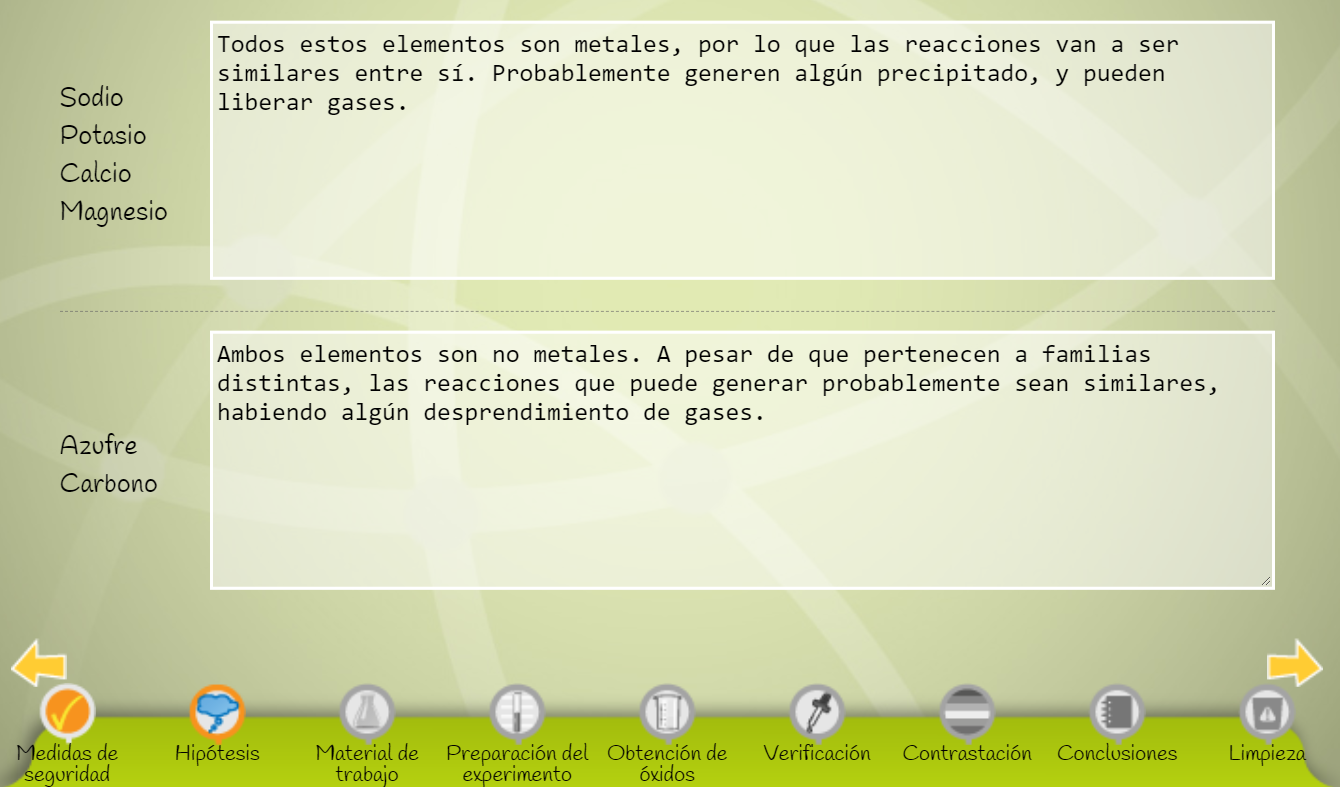 Sodio
Potasio
Calcio
Magnesio
Todos estos elementos son metales, por lo que las reacciones van a ser
similares entre sí. Probablemente generen algún precipitado, y pueden
liberar gases.
Azufre
Carbono
Ambos elementos son no metales. A pesar de que pertenecen a familias
distintas, las reacciones que puede generar probablemente sean similares,
habiendo algún desprendimiento de gases.
Medidas de
seguridad
Hipótesis
Material de
trabajo
Preparación del
experimento
Obtención de
óxidos
Verificación
Contrastación
Conclusiones
Limpieza